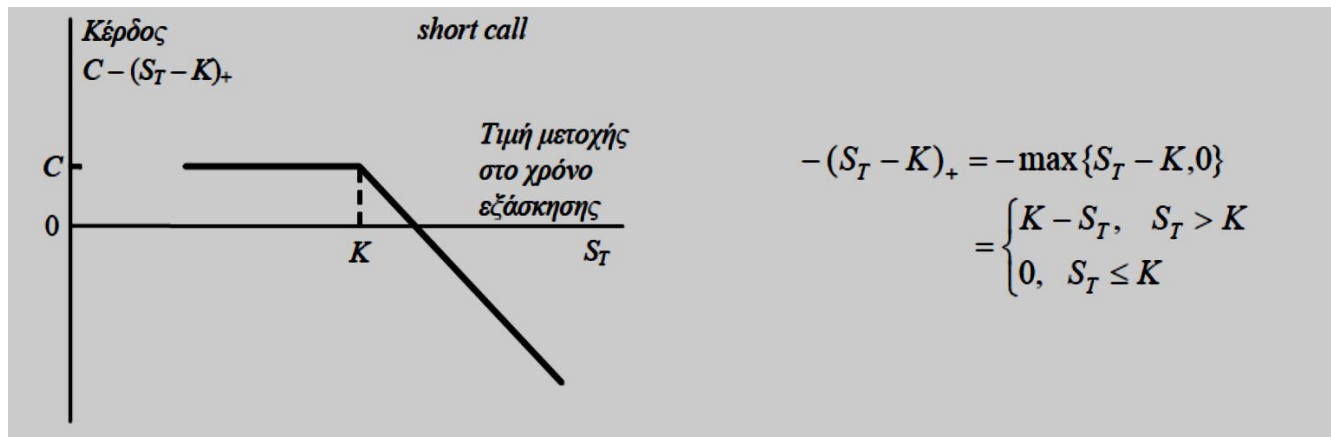 Κέρδος
short call
C – (S_T – K)₊
Τιμή μετοχής
στο χρόνο
εξάσκησης
C
0
K
S_T
−(S_T − K)₊ = −max{S_T − K,0}
= {K − S_T, S_T > K
0, S_T ≤ K